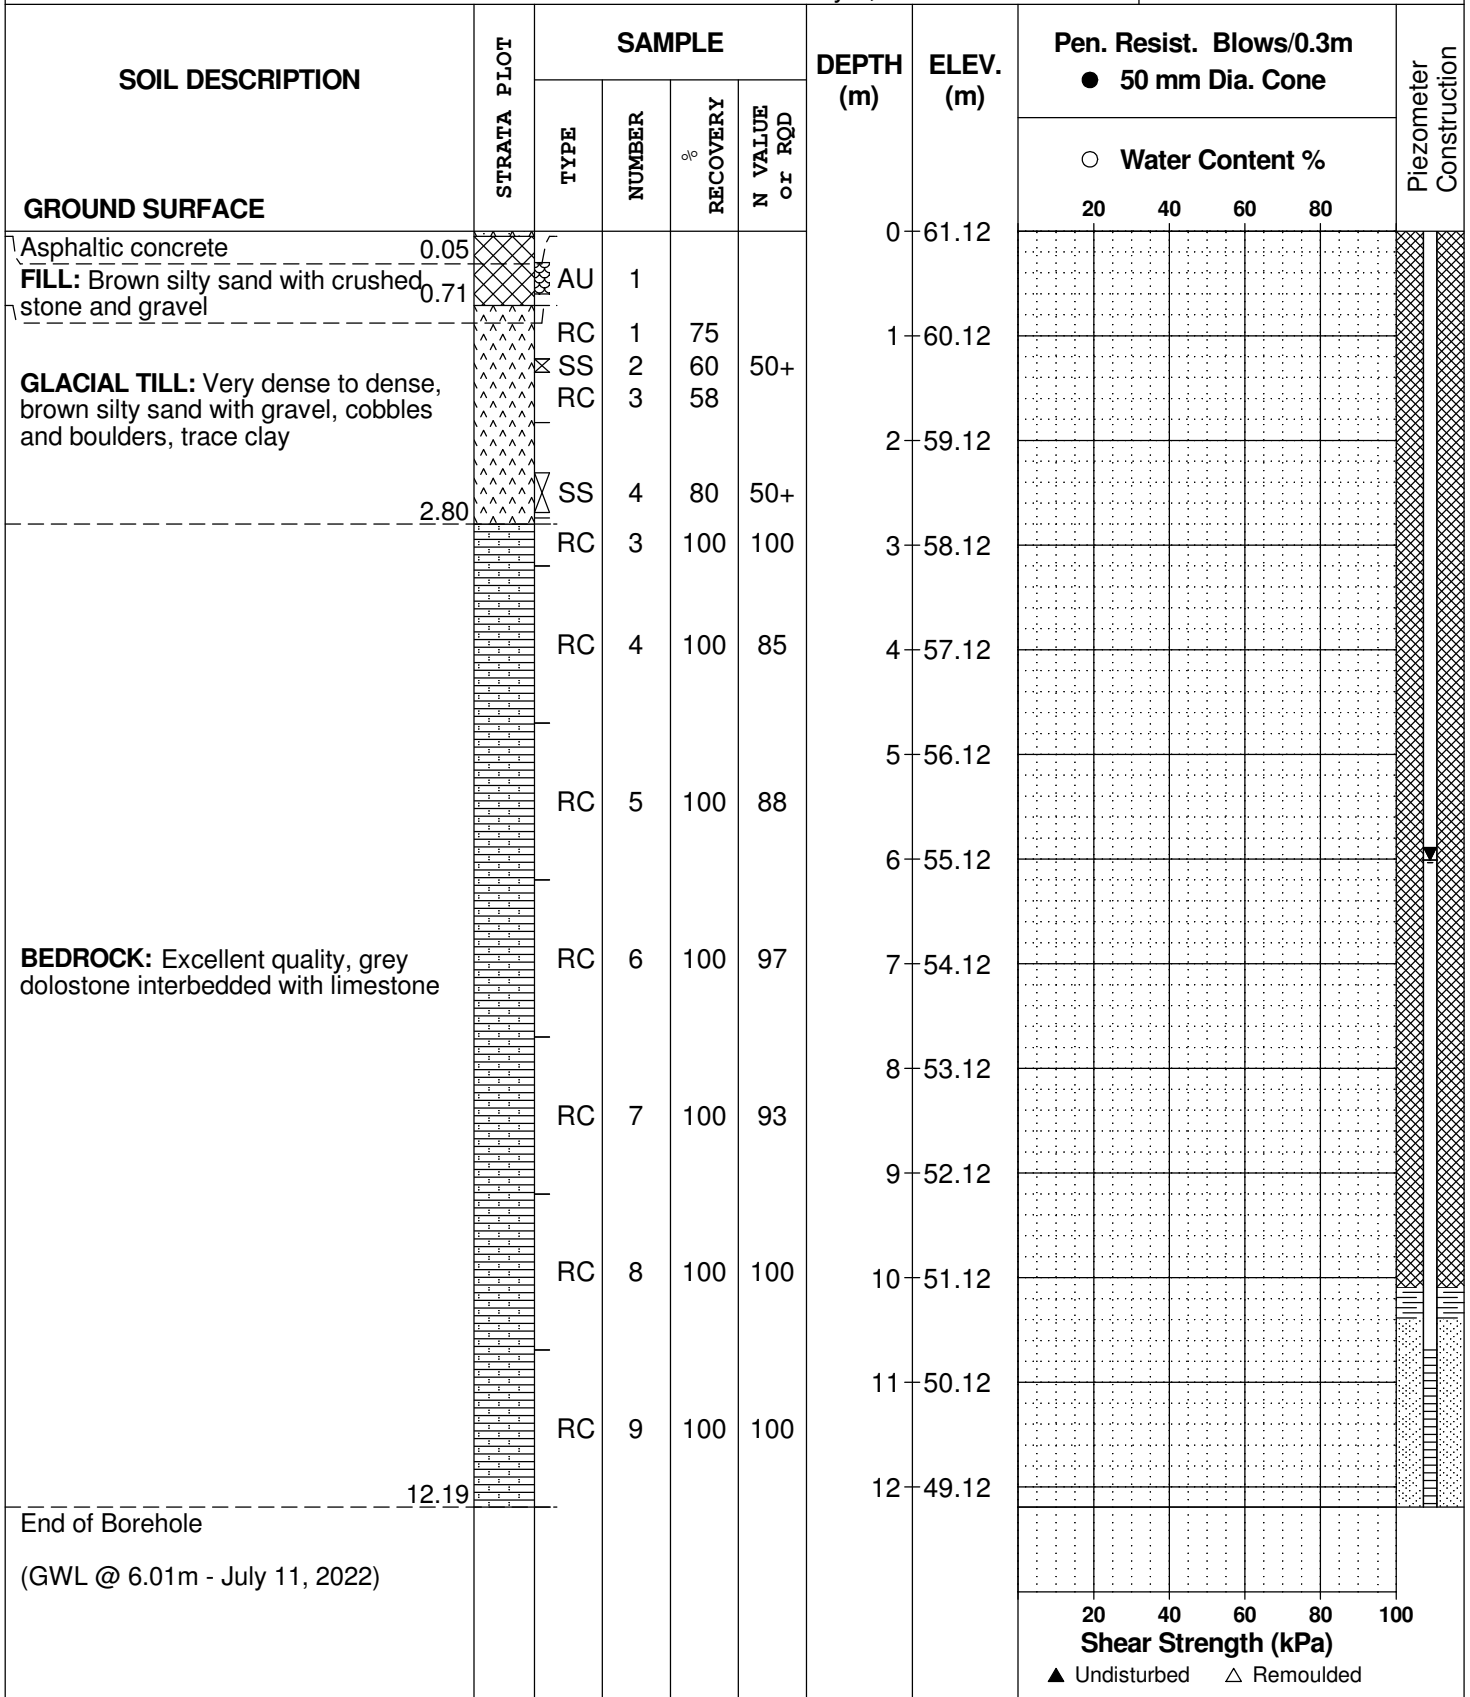 SOIL DESCRIPTION
GROUND SURFACE
STRATA PLOT
SAMPLE
TYPE
NUMBER
%
RECOVERY
N VALUE
or RQD
DEPTH
(m)
ELEV.
(m)
Pen. Resist. Blows/0.3m
● 50 mm Dia. Cone
○ Water Content %
20 40 60 80
Piezometer
Construction
0 61.12
Asphaltic concrete 0.05
FILL: Brown silty sand with crushed
stone and gravel
0.71
AU 1
RC 1 75
1 60.12
SS 2 60 50+
GLACIAL TILL: Very dense to dense,
brown silty sand with gravel, cobbles
and boulders, trace clay
RC 3 58
2 59.12
SS 4 80 50+
2.80
RC 3 100 100
3 58.12
RC 4 100 85
4 57.12
5 56.12
RC 5 100 88
6 55.12
BEDROCK: Excellent quality, grey
dolostone interbedded with limestone
RC 6 100 97
7 54.12
8 53.12
RC 7 100 93
9 52.12
RC 8 100 100
10 51.12
11 50.12
RC 9 100 100
12 49.12
12.19
End of Borehole
(GWL @ 6.01m - July 11, 2022)
20 40 60 80 100
Shear Strength (kPa)
▲ Undisturbed △ Remoulded